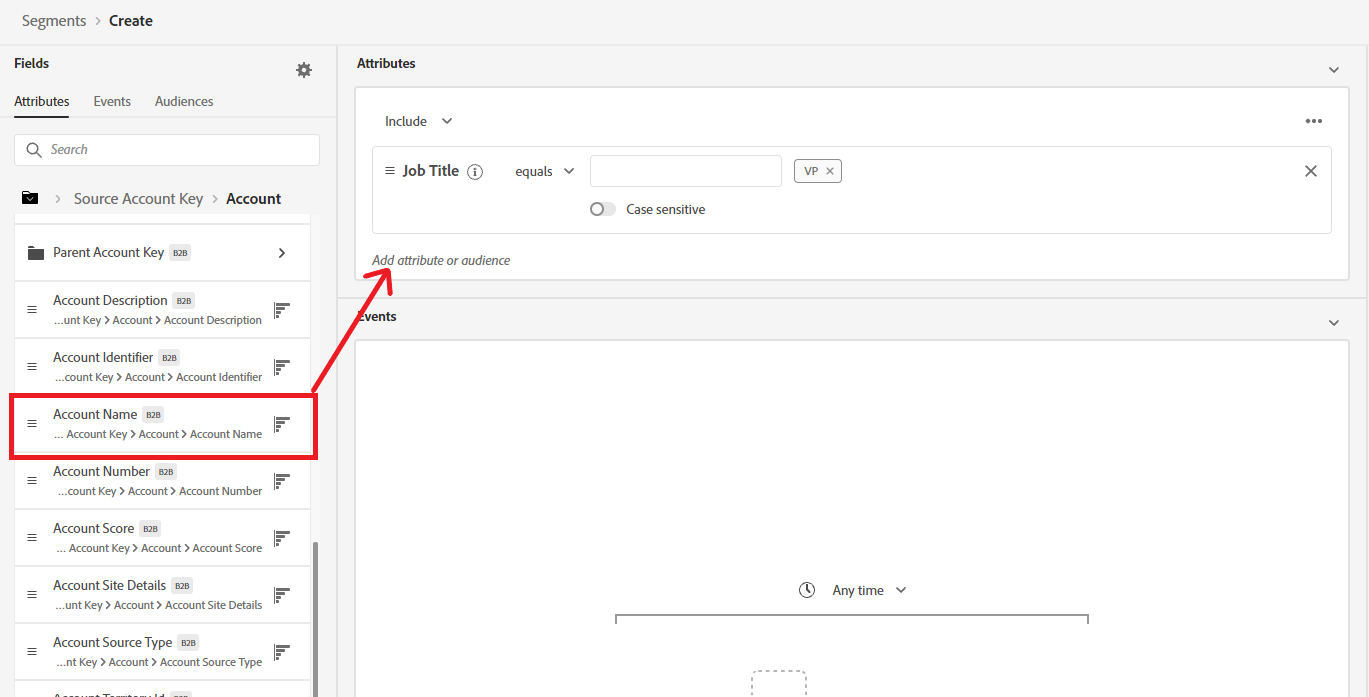 Segments > Create
Fields
Attributes Events Audiences
Search
> Source Account Key > Account
Parent Account Key B2B
Account Description B2B
...unt Key > Account > Account Description
Account Identifier B2B
...count Key > Account > Account Identifier
Account Name B2B
... Account Key > Account > Account Name
Account Number B2B
...count Key > Account > Account Number
Account Score B2B
... Account Key > Account > Account Score
Account Site Details B2B
...unt Key > Account > Account Site Details
Account Source Type B2B
...nt Key > Account > Account Source Type
Account Territory Id B2B
Attributes
Include
Job Title equals VP
Case sensitive
Add attribute or audience
Events
Any time